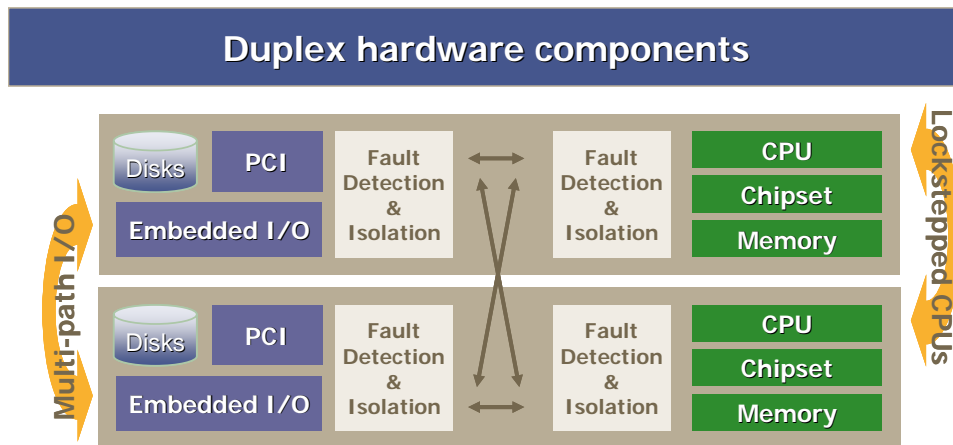 Duplex hardware components
Multi-path I/O
Disks
PCI
Embedded I/O
Fault
Detection
&
Isolation
Fault
Detection
&
Isolation
CPU
Chipset
Memory
Disks
PCI
Embedded I/O
Fault
Detection
&
Isolation
Fault
Detection
&
Isolation
CPU
Chipset
Memory
Lockstepped CPUs